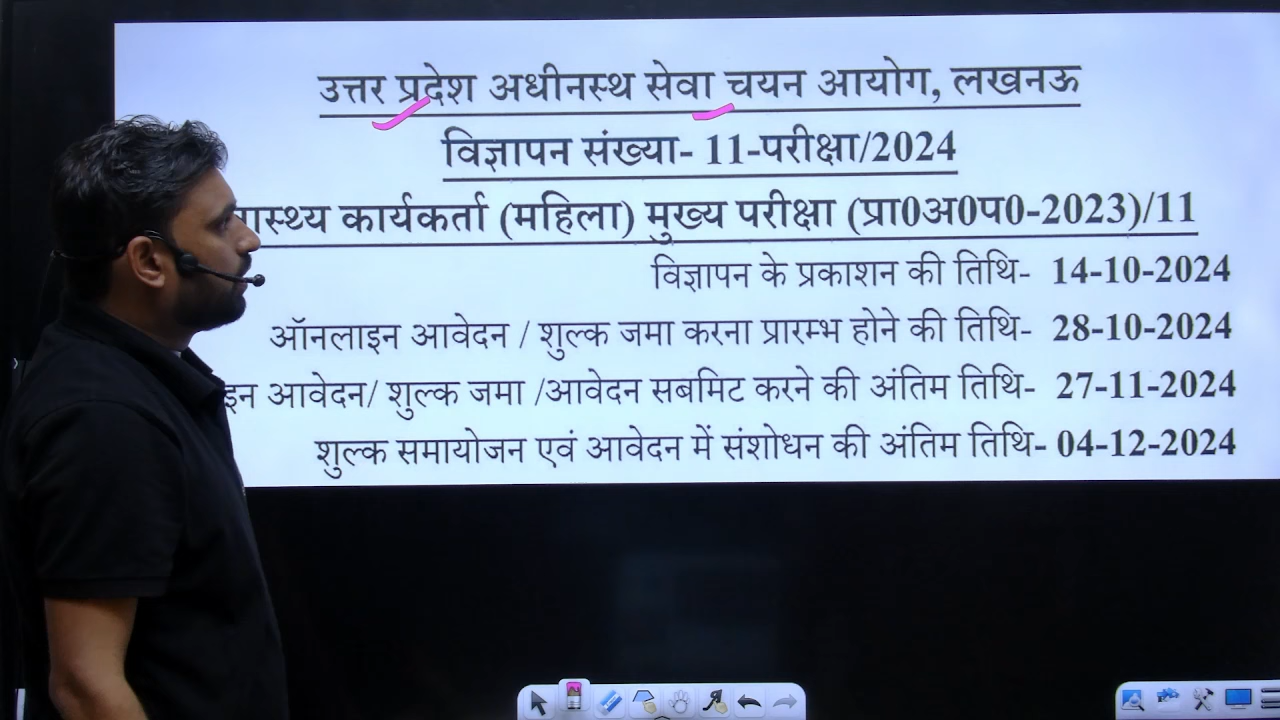 उत्तर प्रदेश अधीनस्थ सेवा चयन आयोग, लखनऊ
विज्ञापन संख्या- 11-परीक्षा/2024
कार्यकर्ता (महिला) मुख्य परीक्षा (प्रा0अ0प0-2023)/11
विज्ञापन के प्रकाशन की तिथि- 14-10-2024
ऑनलाइन आवेदन / शुल्क जमा करना प्रारम्भ होने की तिथि- 28-10-2024
आवेदन/ शुल्क जमा /आवेदन सबमिट करने की अंतिम तिथि- 27-11-2024
शुल्क समायोजन एवं आवेदन में संशोधन की अंतिम तिथि- 04-12-2024